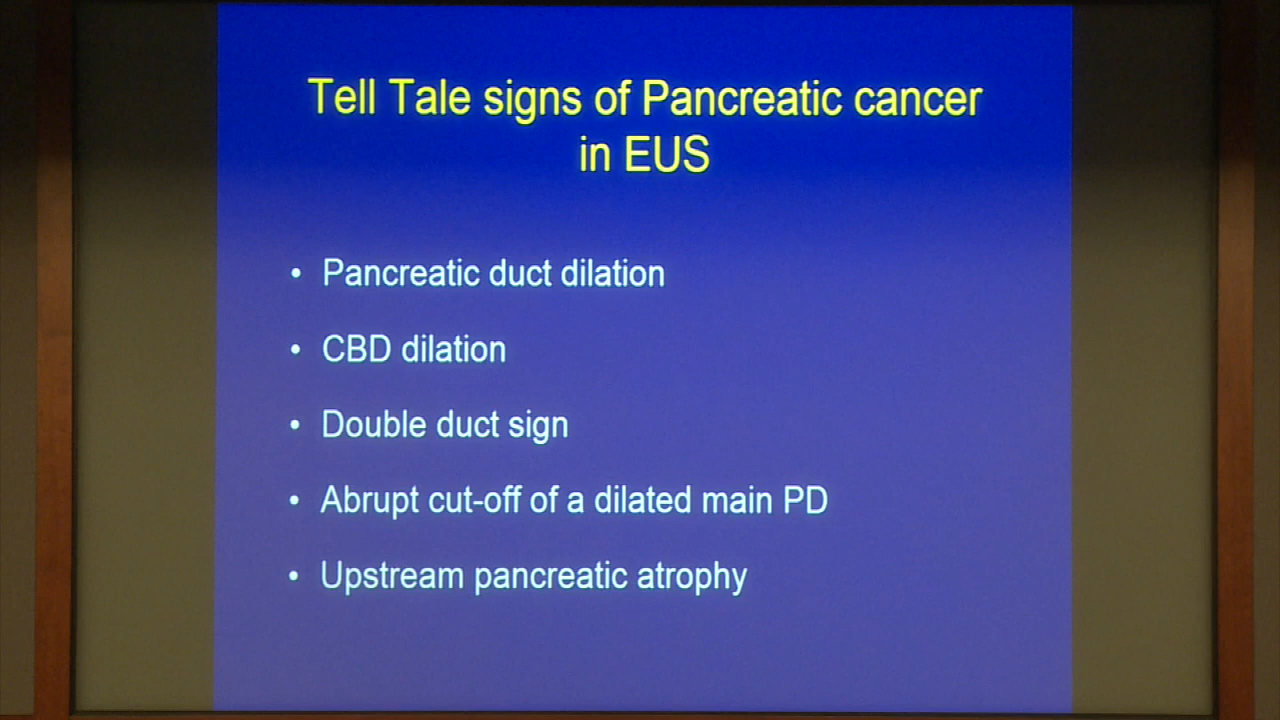 Tell Tale signs of Pancreatic cancer
in EUS
• Pancreatic duct dilation
• CBD dilation
• Double duct sign
• Abrupt cut-off of a dilated main PD
• Upstream pancreatic atrophy